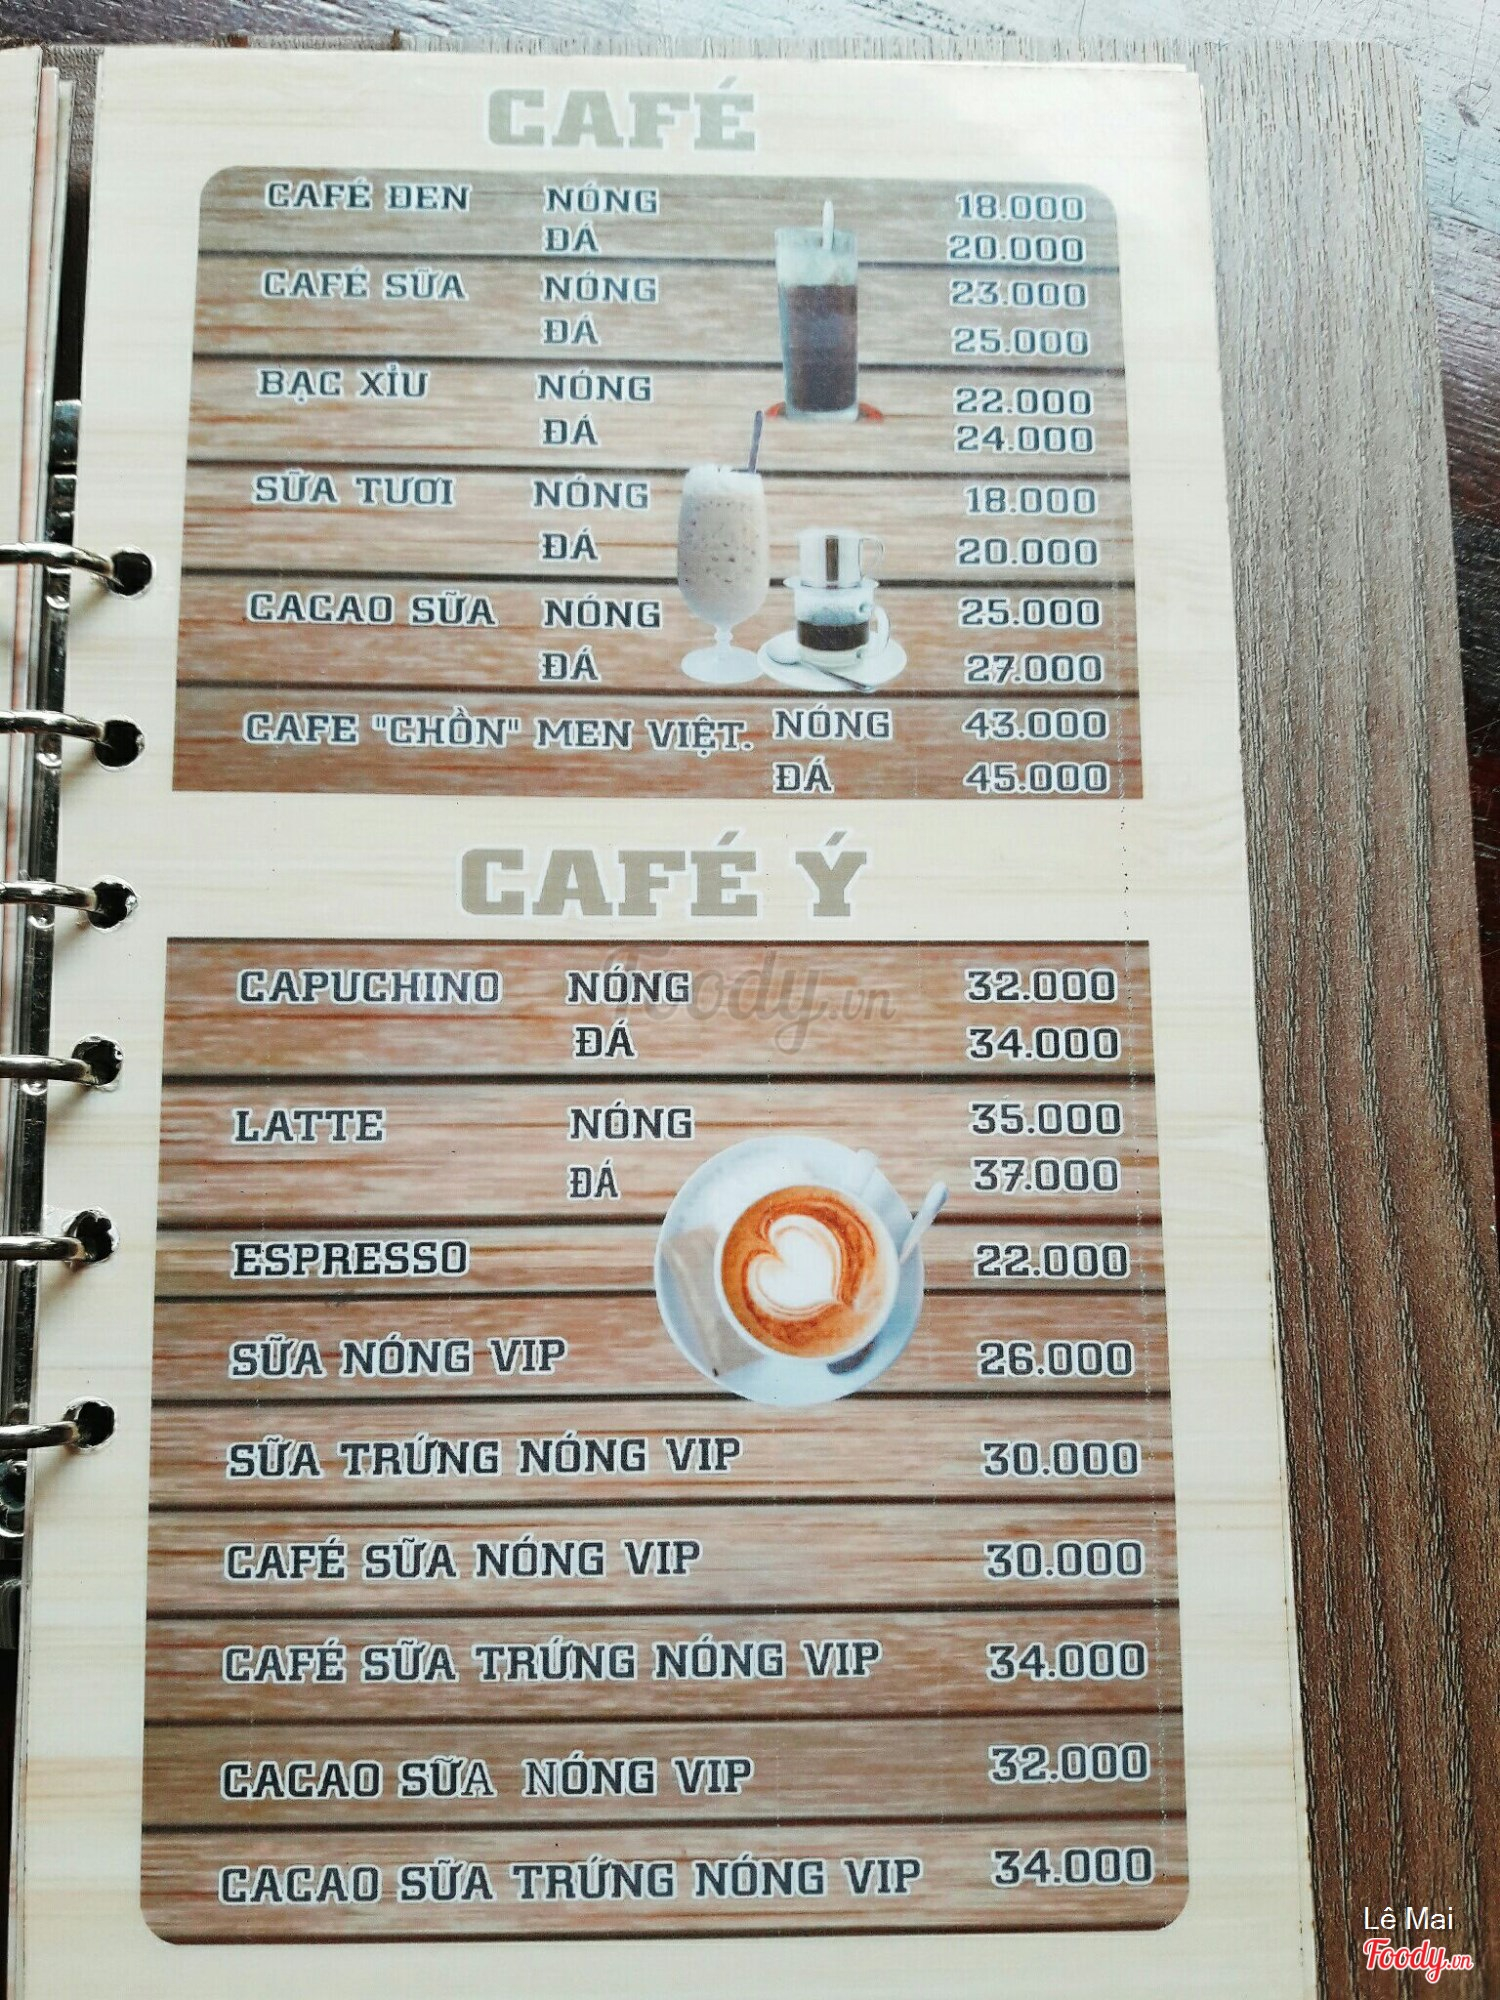 CAFÉ
CAFÉ ĐEN NÓNG 18.000
ĐÁ 20.000
CAFÉ SỮA NÓNG 23.000
ĐÁ 25.000
BẠC XỈU NÓNG 22.000
ĐÁ 24.000
SỮA TƯƠI NÓNG 18.000
ĐÁ 20.000
CACAO SỮA NÓNG 25.000
ĐÁ 27.000
CAFE "CHỒN" MEN VIỆT. NÓNG 43.000
ĐÁ 45.000
CAFÉ Ý
CAPUCHINO NÓNG 32.000
Foody.vn
ĐÁ 34.000
LATTE NÓNG 35.000
ĐÁ 37.000
ESPRESSO 22.000
SỮA NÓNG VIP 26.000
SỮA TRỨNG NÓNG VIP 30.000
CAFÉ SỮA NÓNG VIP 30.000
CAFÉ SỮA TRỨNG NÓNG VIP 34.000
CACAO SỮA NÓNG VIP 32.000
CACAO SỮA TRỨNG NÓNG VIP 34.000
Lê Mai
Foody.vn